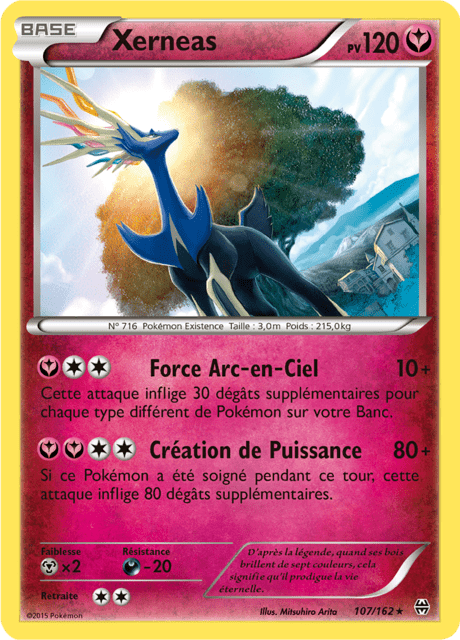 BASE
Xerneas
PV120
N° 716 Pokémon Existence Taille : 3,0m Poids : 215,0kg
Force Arc-en-Ciel 10+
Cette attaque inflige 30 dégâts supplémentaires pour
chaque type différent de Pokémon sur votre Banc.
Création de Puissance 80+
Si ce Pokémon a été soigné pendant ce tour, cette
attaque inflige 80 dégâts supplémentaires.
Faiblesse Résistance
×2 -20
Retraite
D'après la légende, quand ses bois
brillent de sept couleurs, cela
signifie qu'il prodigue la vie
éternelle.
©2015 Pokémon Illus. Mitsuhiro Arita 107/162 ★